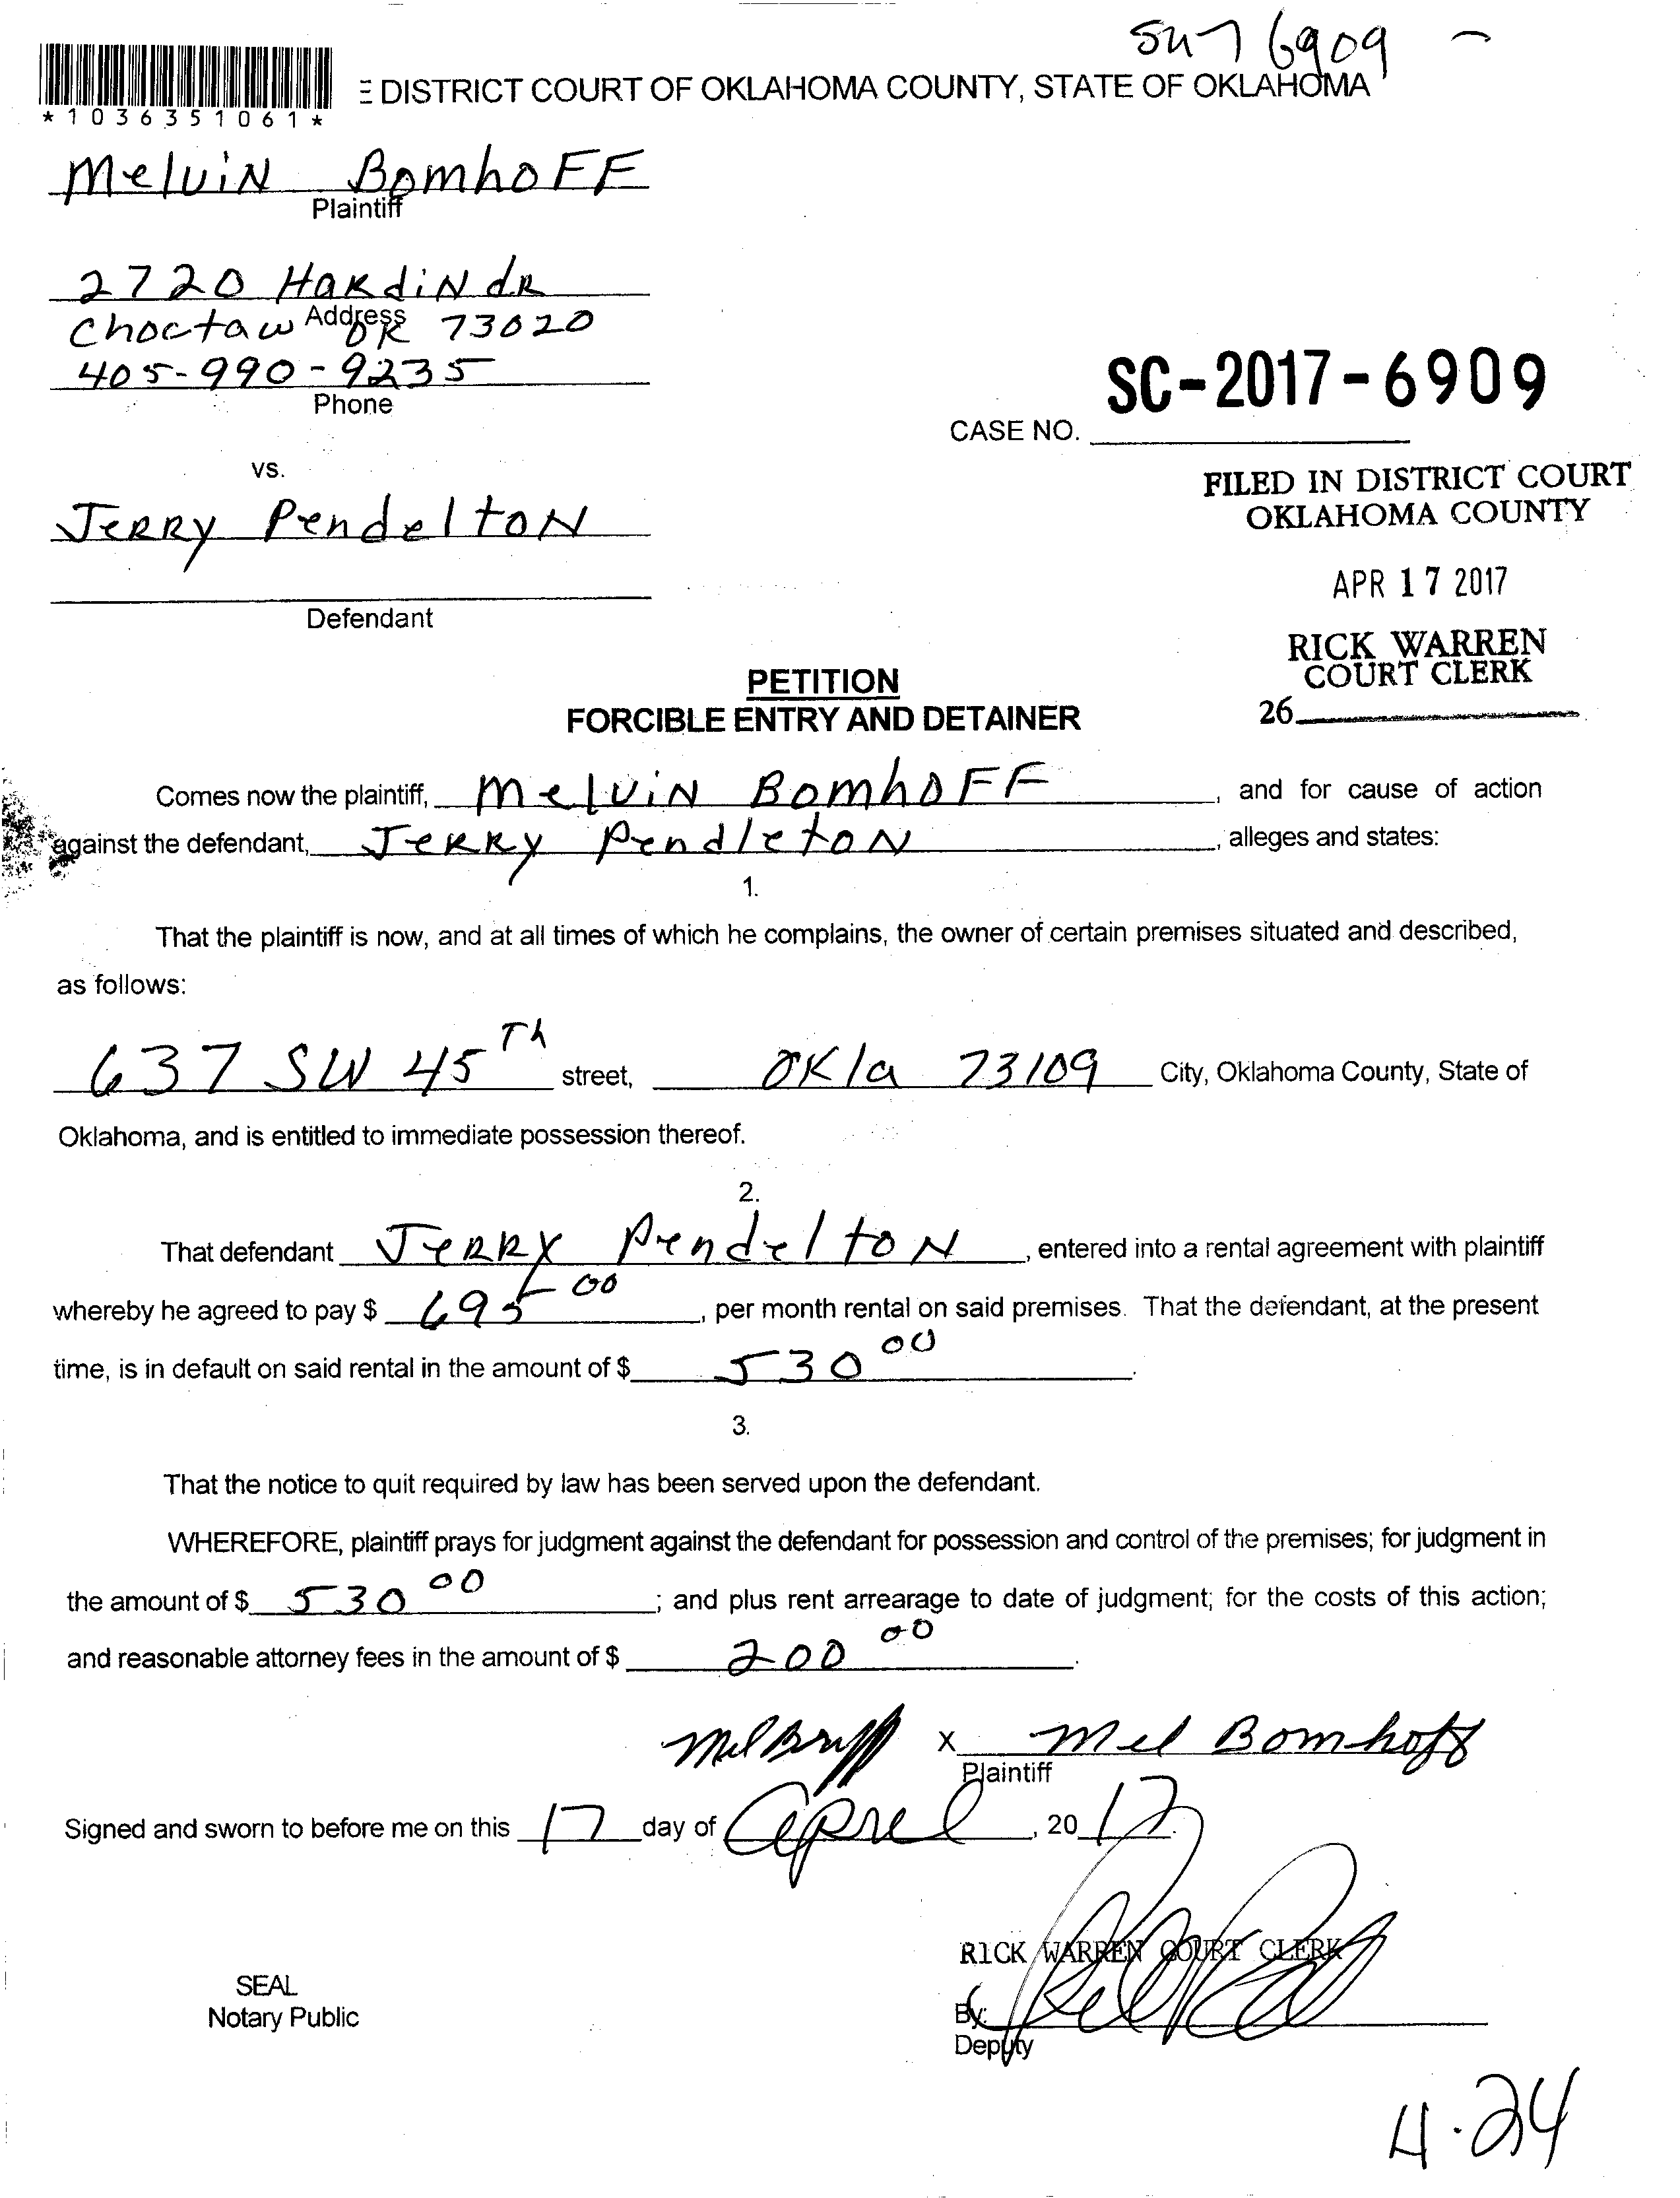 6909 -
E DISTRICT COURT OF OKLAHOMA COUNTY, STATE OF OKLAHOMA
*1036351061*
Melvin Bomhoff
Plaintiff
2720 Hardin dR
Address
Choctaw OK 73020
405-990-9235
Phone
SC-2017-6909
CASE NO.
vs.
FILED IN DISTRICT COURT
OKLAHOMA COUNTY
Jerry Pendelton
APR 17 2017
Defendant
RICK WARREN
COURT CLERK
26
PETITION
FORCIBLE ENTRY AND DETAINER
Comes now the plaintiff, Melvin Bomhoff, and for cause of action
against the defendant, Jerry Pendleton, alleges and states:
1.
That the plaintiff is now, and at all times of which he complains, the owner of certain premises situated and described,
as follows:
637 SW 45Th street, Okla 73109 City, Oklahoma County, State of
Oklahoma, and is entitled to immediate possession thereof.
2.
That defendant Jerry Pendelton, entered into a rental agreement with plaintiff
whereby he agreed to pay $ 695 00, per month rental on said premises. That the defendant, at the present
time, is in default on said rental in the amount of $ 530 00.
3.
That the notice to quit required by law has been served upon the defendant.
WHEREFORE, plaintiff prays for judgment against the defendant for possession and control of the premises; for judgment in
the amount of $ 530 00; and plus rent arrearage to date of judgment; for the costs of this action;
and reasonable attorney fees in the amount of $ 200 00.
x Mel Bomhoff
Plaintiff
Signed and sworn to before me on this 17 day of April, 2017.
RICK WARREN COURT CLERK
SEAL
Notary Public
By:
Deputy
4.24